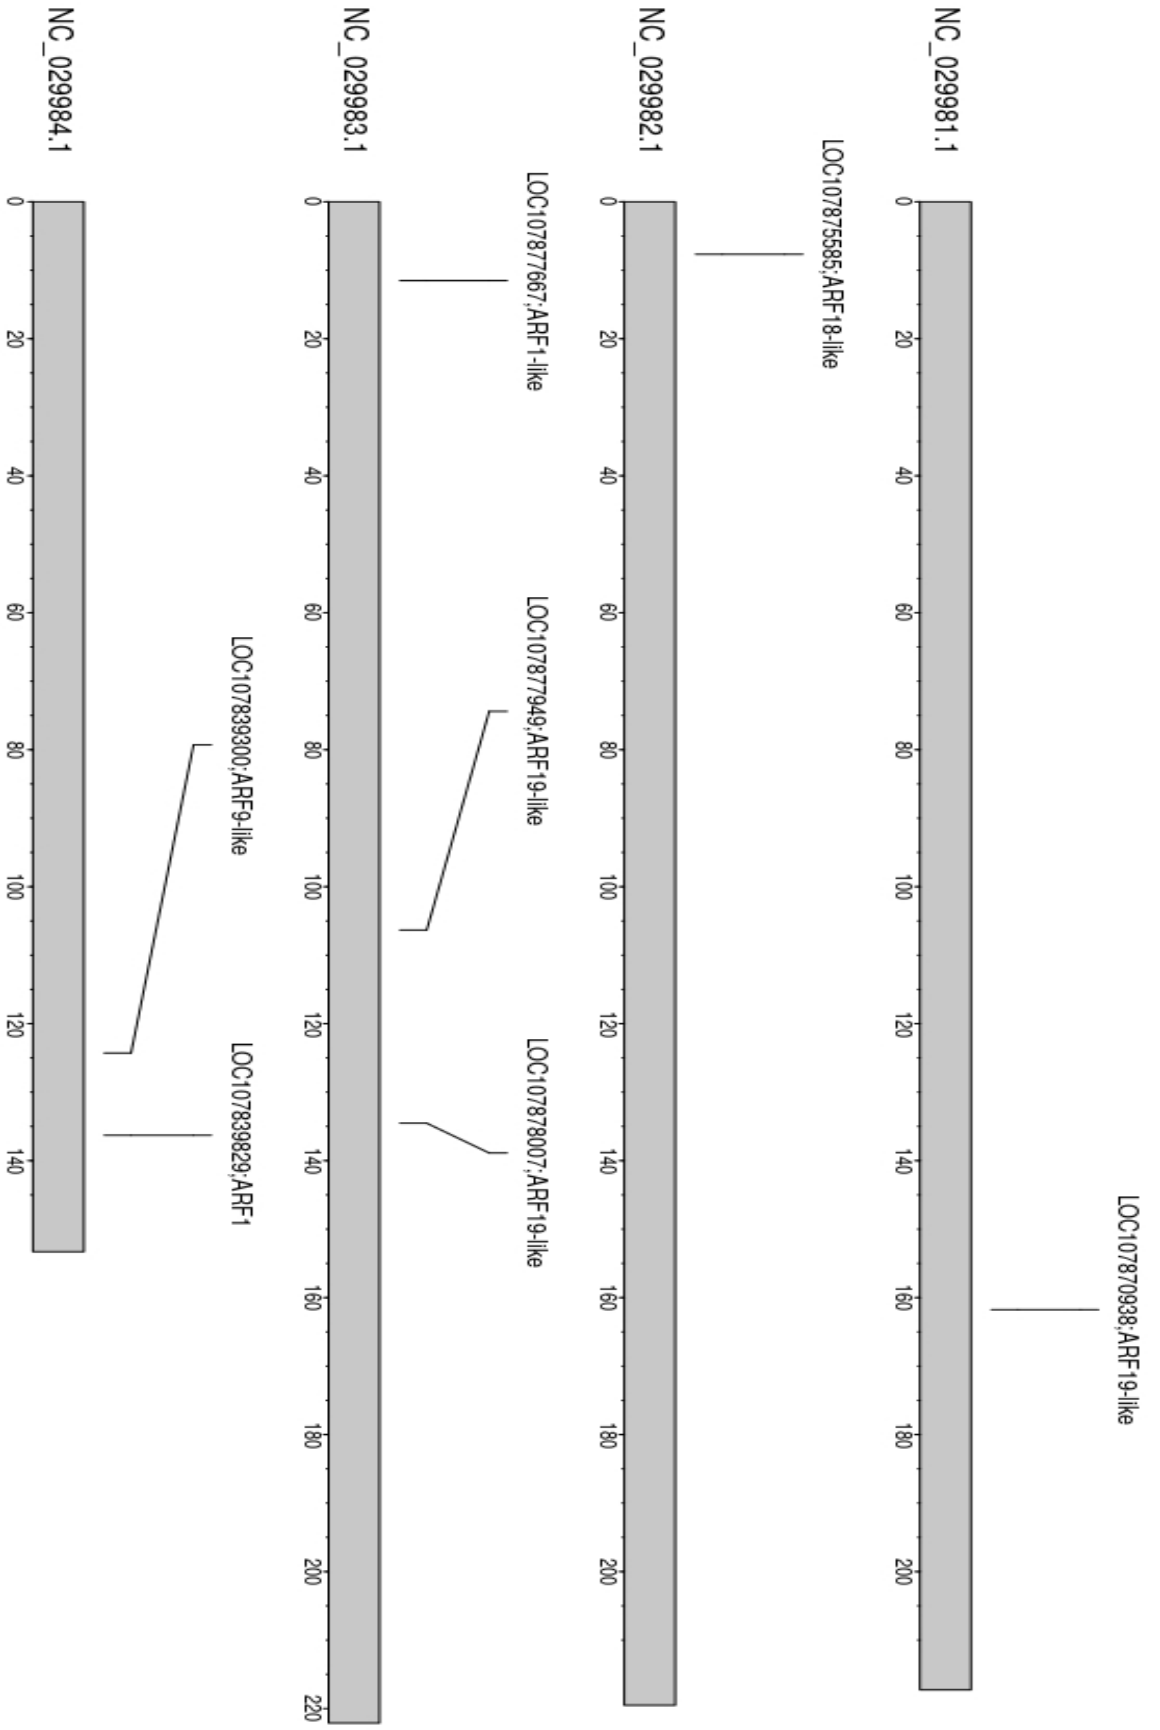 LOC107870938;ARF19-like
NC_029981.1
0 20 40 60 80 100 120 140 160 180 200
LOC107875585;ARF18-like
NC_029982.1
0 20 40 60 80 100 120 140 160 180 200
LOC107877667;ARF1-like LOC107877949;ARF19-like LOC107878007;ARF19-like
NC_029983.1
0 20 40 60 80 100 120 140 160 180 200 220
LOC107839300;ARF9-like LOC107839829;ARF1
NC_029984.1
0 20 40 60 80 100 120 140